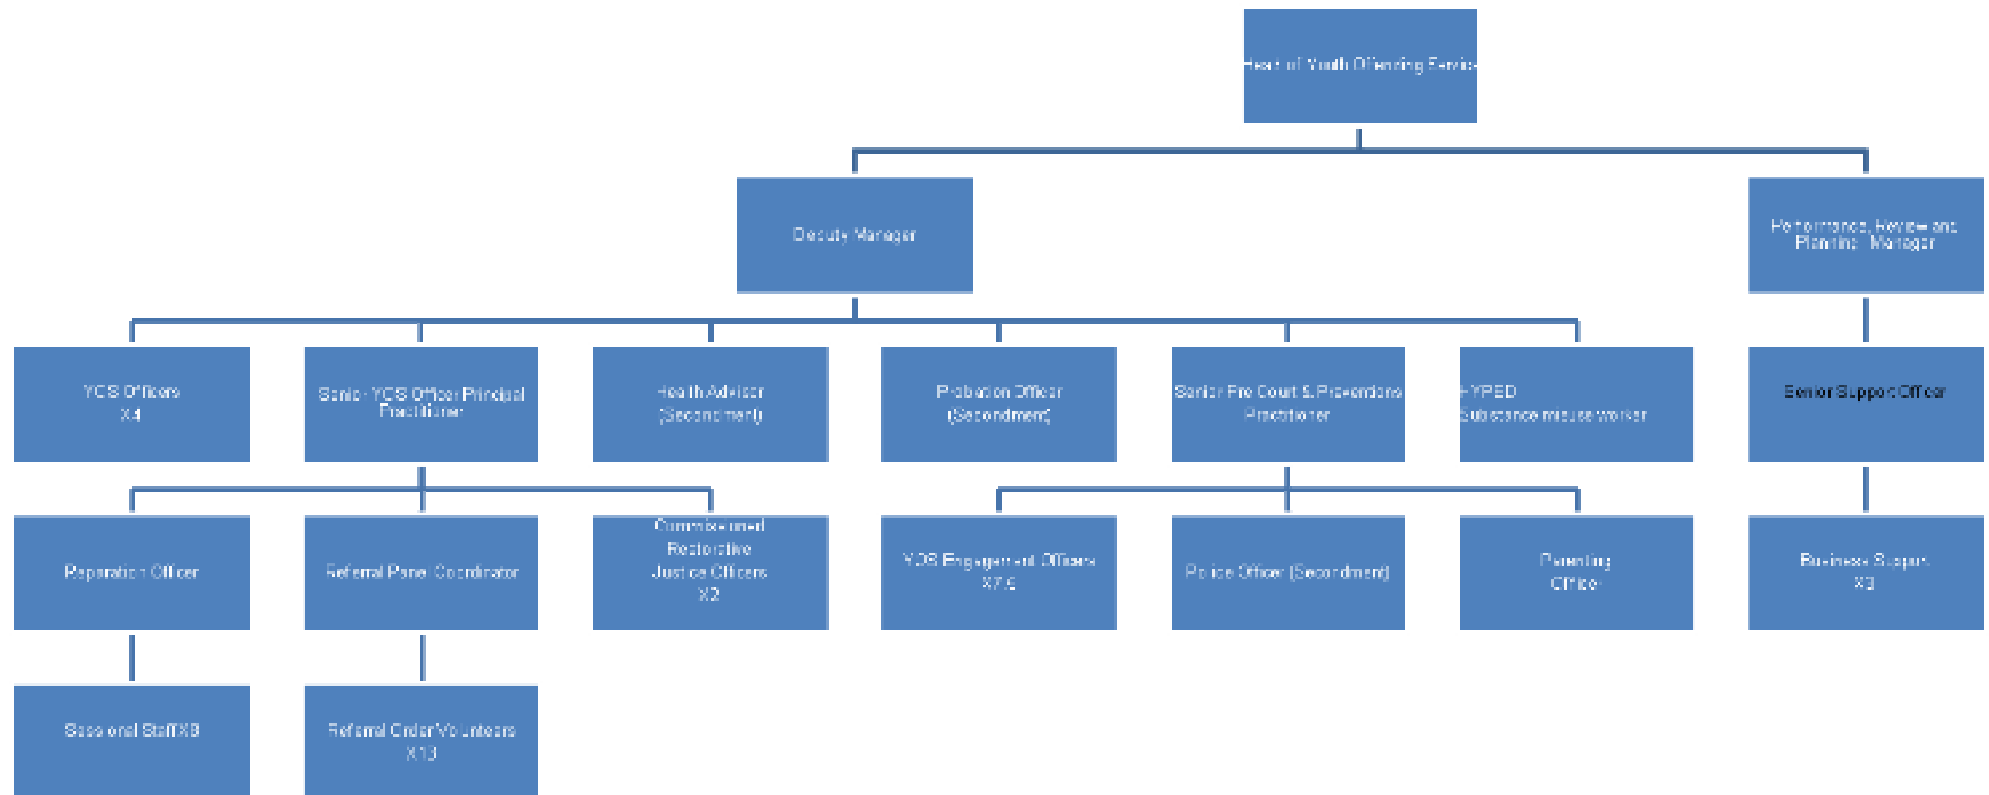 Head of Youth Offending Service
Deputy Manager
Performance, Review and
Planning Manager
YOS Officers
X4
Senior YOS Officer Principal
Practitioner
Health Advisor
(Secondment)
Probation Officer
(Secondment)
Senior Pre Court & Preventions
Practitioner
HYPED
Substance misuse worker
Senior Support Officer
Reparation Officer
Referral Panel Coordinator
Commissioned
Restorative
Justice Officers
X2
YOS Engagement Officers
Police Officer (Secondment)
Parenting
Officer
Business Support
Sessional Staff
Referral Order Volunteers
X13